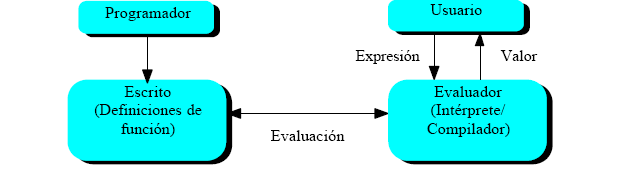 Programador
Usuario
Expresión
Valor
Escrito
(Definiciones de
función)
Evaluación
Evaluador
(Intérprete/
Compilador)